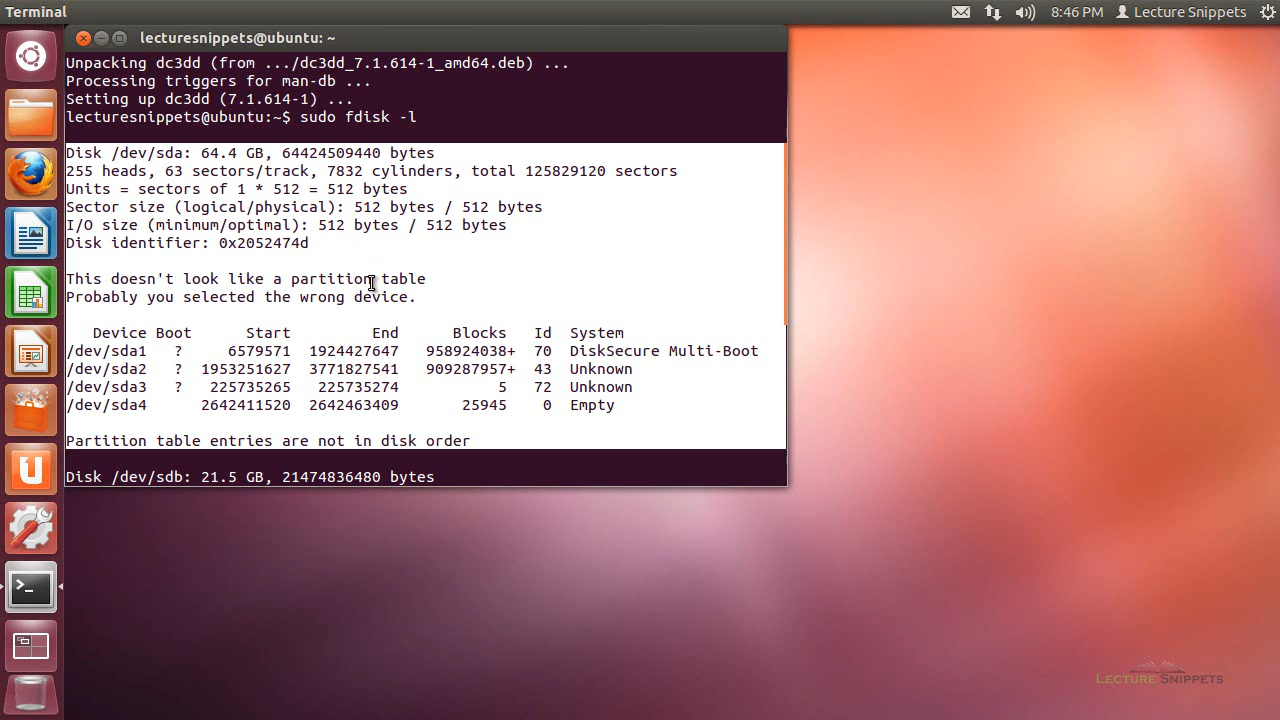 Terminal
8:46 PM Lecture Snippets
lecturesnippets@ubuntu: ~
Unpacking dc3dd (from .../dc3dd_7.1.614-1_amd64.deb) ...
Processing triggers for man-db ...
Setting up dc3dd (7.1.614-1) ...
lecturesnippets@ubuntu:~$ sudo fdisk -l
Disk /dev/sda: 64.4 GB, 64424509440 bytes
255 heads, 63 sectors/track, 7832 cylinders, total 125829120 sectors
Units = sectors of 1 * 512 = 512 bytes
Sector size (logical/physical): 512 bytes / 512 bytes
I/O size (minimum/optimal): 512 bytes / 512 bytes
Disk identifier: 0x2052474d
This doesn't look like a partition table
Probably you selected the wrong device.
Device Boot Start End Blocks Id System
/dev/sda1 ? 6579571 1924427647 958924038+ 70 DiskSecure Multi-Boot
/dev/sda2 ? 1953251627 3771827541 909287957+ 43 Unknown
/dev/sda3 ? 225735265 225735274 5 72 Unknown
/dev/sda4 2642411520 2642463409 25945 0 Empty
Partition table entries are not in disk order
Disk /dev/sdb: 21.5 GB, 21474836480 bytes
LECTURE SNIPPETS